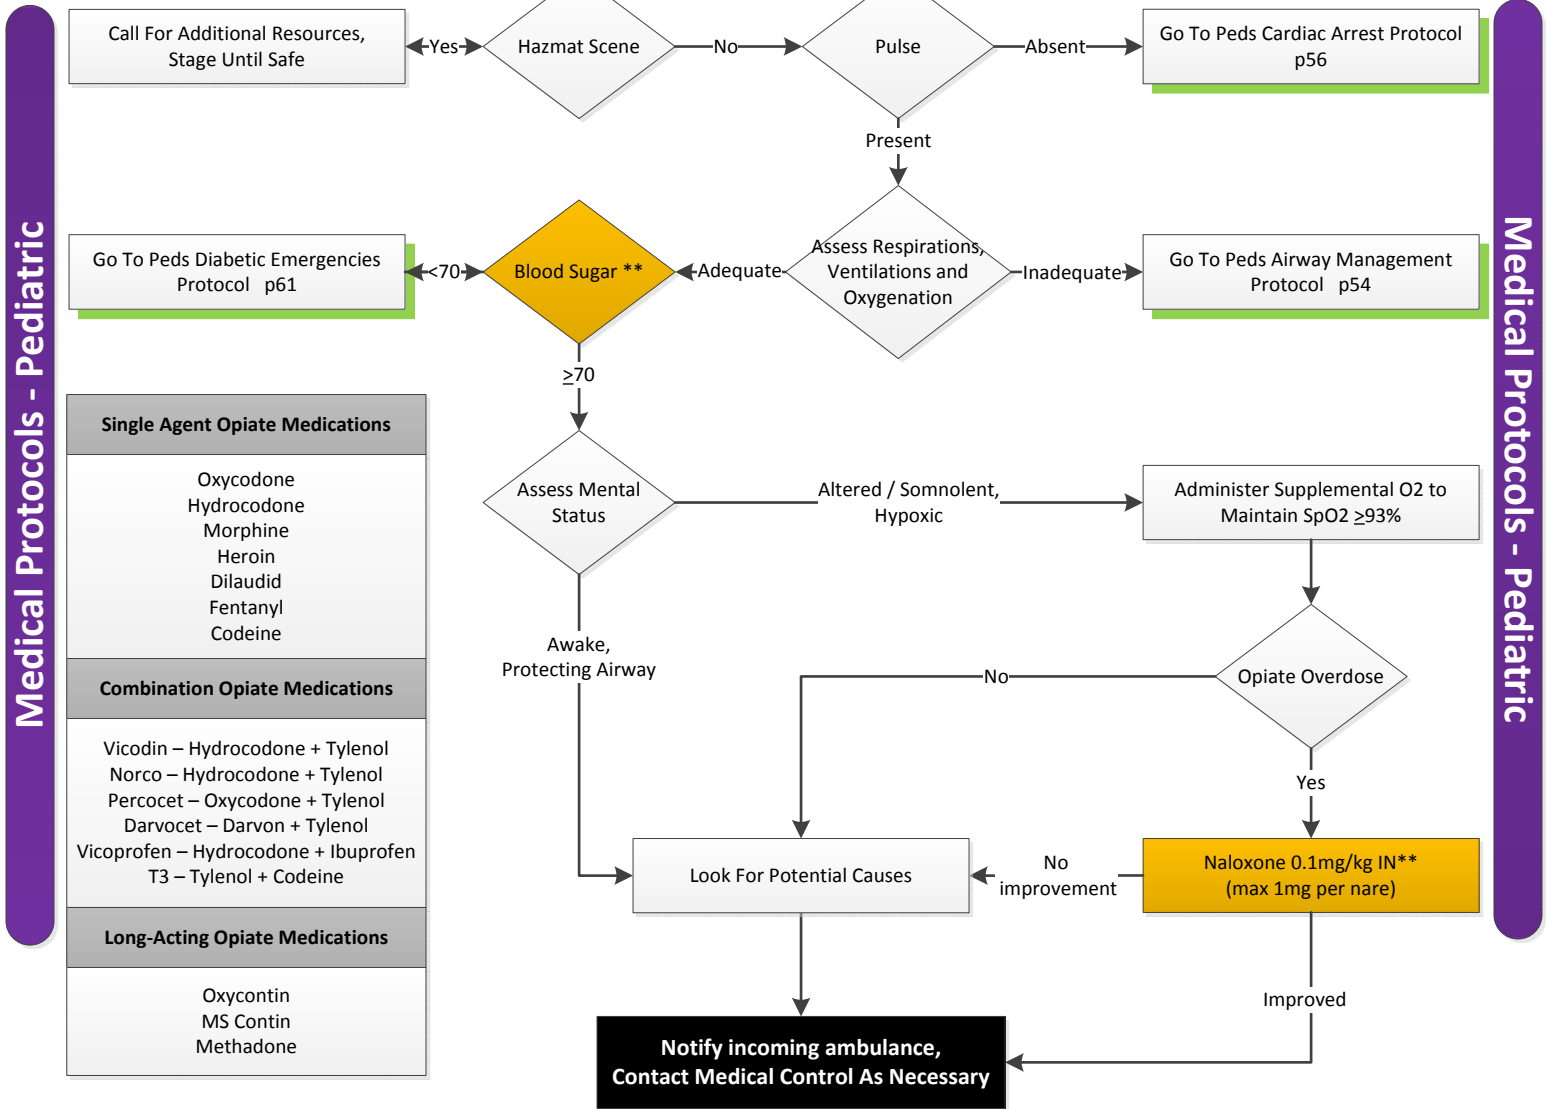 Medical Protocols - Pediatric
Call For Additional Resources,
Stage Until Safe
Yes
Hazmat Scene
No
Pulse
Absent
Go To Peds Cardiac Arrest Protocol
p56
Present
Go To Peds Diabetic Emergencies
Protocol p61
<70
Blood Sugar **
Adequate
Assess Respirations,
Ventilations and
Oxygenation
Inadequate
Go To Peds Airway Management
Protocol p54
≥70
Single Agent Opiate Medications
Oxycodone
Hydrocodone
Morphine
Heroin
Dilaudid
Fentanyl
Codeine
Combination Opiate Medications
Vicodin – Hydrocodone + Tylenol
Norco – Hydrocodone + Tylenol
Percocet – Oxycodone + Tylenol
Darvocet – Darvon + Tylenol
Vicoprofen – Hydrocodone + Ibuprofen
T3 – Tylenol + Codeine
Long-Acting Opiate Medications
Oxycontin
MS Contin
Methadone
Assess Mental
Status
Altered / Somnolent,
Hypoxic
Administer Supplemental O2 to
Maintain SpO2 ≥93%
Awake,
Protecting Airway
No
Opiate Overdose
Yes
Look For Potential Causes
No
improvement
Naloxone 0.1mg/kg IN**
(max 1mg per nare)
Improved
Notify incoming ambulance,
Contact Medical Control As Necessary
Medical Protocols - Pediatric